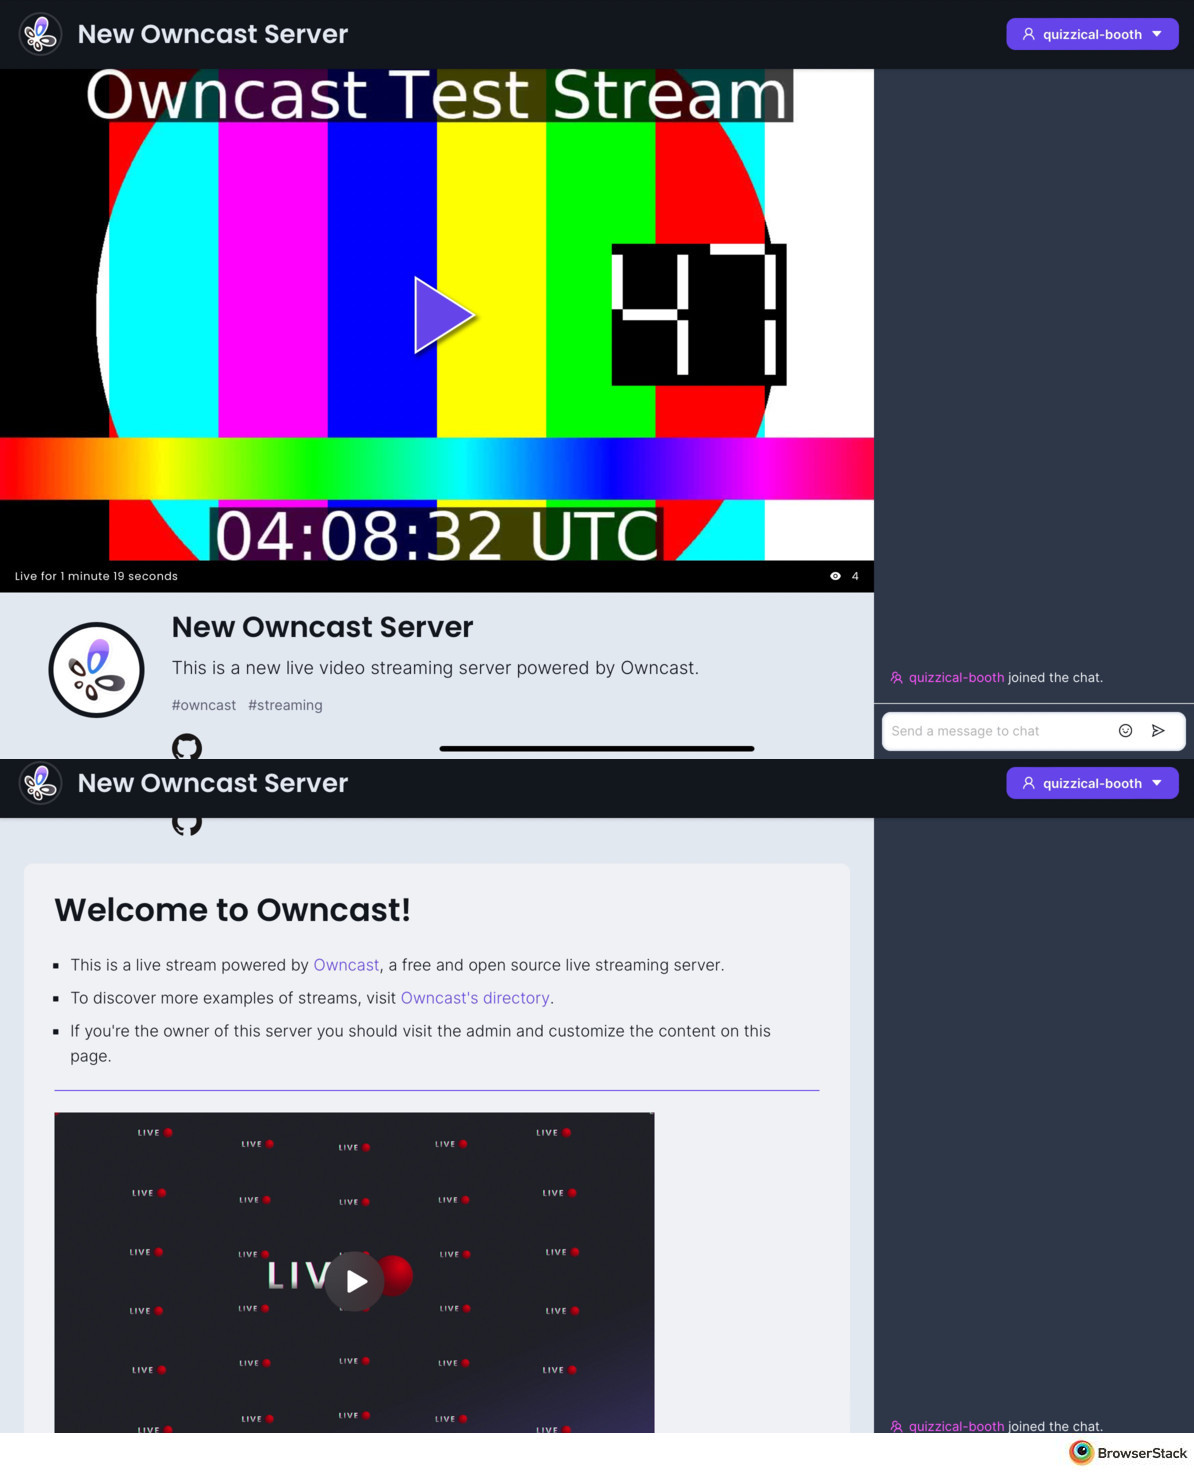 New Owncast Server
quizzical-booth
Owncast Test Stream
47
04:08:32 UTC
Live for 1 minute 19 seconds
4
New Owncast Server
This is a new live video streaming server powered by Owncast.
#owncast #streaming
quizzical-booth joined the chat.
Send a message to chat
New Owncast Server
quizzical-booth
Welcome to Owncast!
This is a live stream powered by Owncast, a free and open source live streaming server.
To discover more examples of streams, visit Owncast's directory.
If you're the owner of this server you should visit the admin and customize the content on this
page.
LIVE LIVE LIVE LIVE LIVE
LIVE LIVE LIVE LIVE LIVE
LIVE LIVE LIVE LIVE
LIV
LIVE LIVE LIVE LIVE
LIVE LIVE LIVE LIVE LIVE
LIVE LIVE LIVE LIVE LIVE
quizzical-booth joined the chat.
BrowserStack